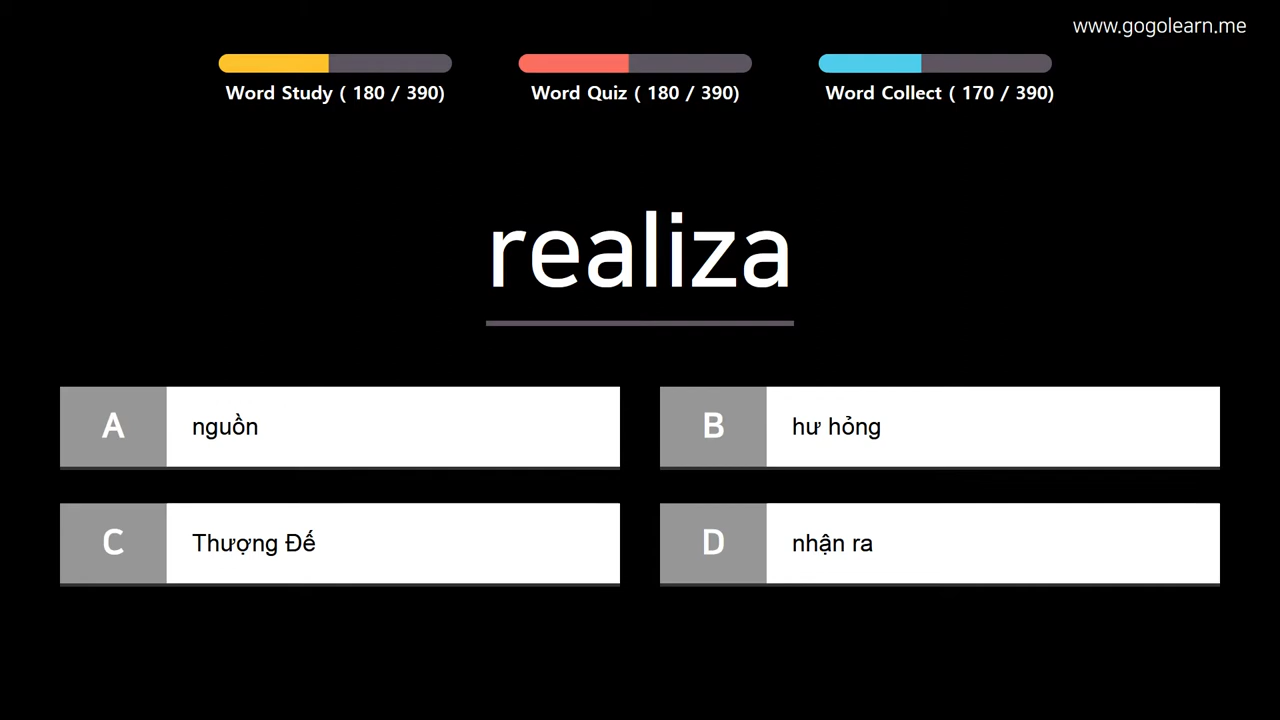 www.gogolearn.me
Word Study ( 180 / 390)
Word Quiz ( 180 / 390)
Word Collect ( 170 / 390)
realiza
A nguồn
B hư hỏng
C Thượng Đế
D nhận ra